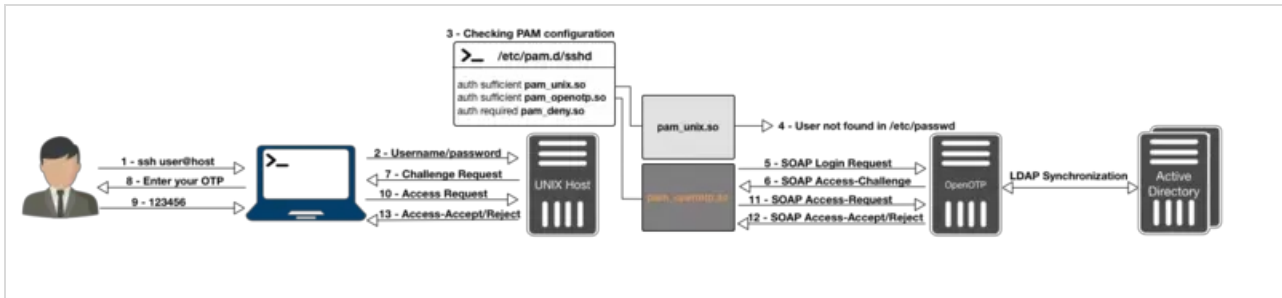 3 - Checking PAM configuration
>_ /etc/pam.d/sshd
auth sufficient pam_unix.so
auth sufficient pam_openotp.so
auth required pam_deny.so
pam_unix.so
4 - User not found in /etc/passwd
1 - ssh user@host
8 - Enter your OTP
9 - 123456
>_
2 - Username/password
7 - Challenge Request
10 - Access Request
13 - Access-Accept/Reject
UNIX Host
pam_openotp.so
5 - SOAP Login Request
6 - SOAP Access-Challenge
11 - SOAP Access-Request
12 - SOAP Access-Accept/Reject
OpenOTP
LDAP Synchronization
Active
Directory